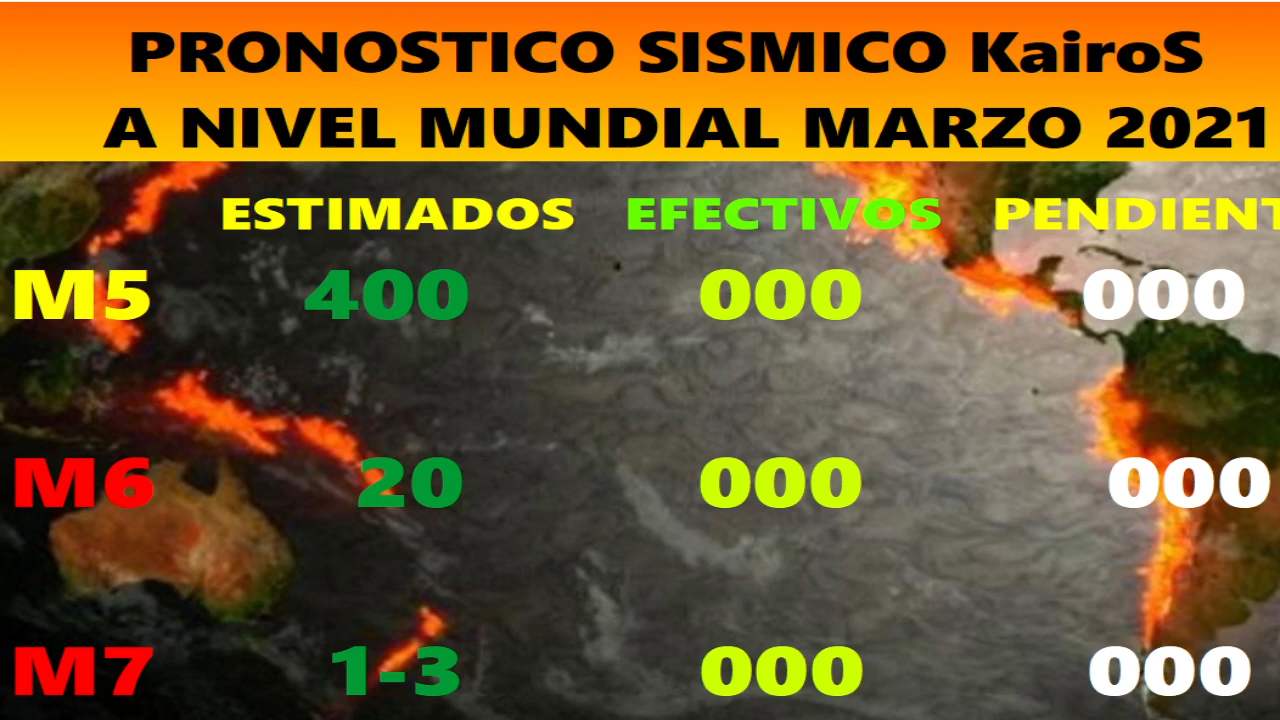 PRONOSTICO SISMICO KairoS
A NIVEL MUNDIAL MARZO 2021
ESTIMADOS EFECTIVOS PENDIENT
M5 400 000 000
M6 20 000 000
M7 1-3 000 000